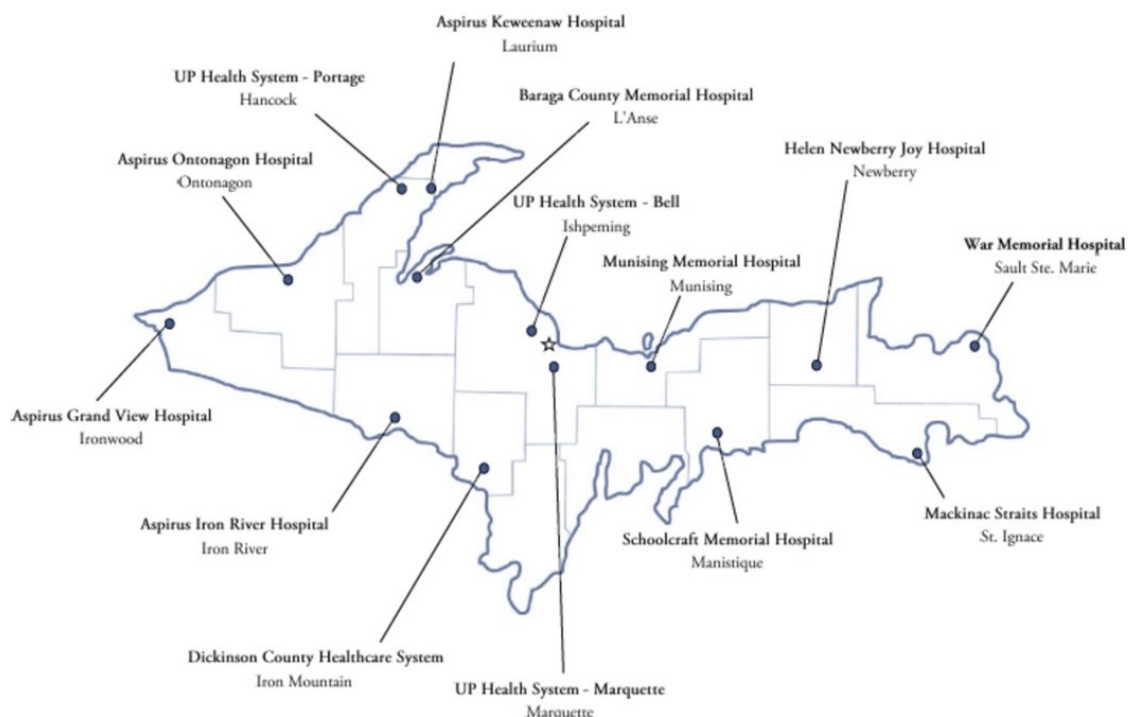 Aspirus Keweenaw Hospital
Laurium
UP Health System - Portage
Hancock
Baraga County Memorial Hospital
L'Anse
Aspirus Ontonagon Hospital
Ontonagon
Helen Newberry Joy Hospital
Newberry
UP Health System - Bell
Ishpeming
War Memorial Hospital
Sault Ste. Marie
Munising Memorial Hospital
Munising
Aspirus Grand View Hospital
Ironwood
Aspirus Iron River Hospital
Iron River
Schoolcraft Memorial Hospital
Manistique
Mackinac Straits Hospital
St. Ignace
Dickinson County Healthcare System
Iron Mountain
UP Health System - Marquette
Marquette